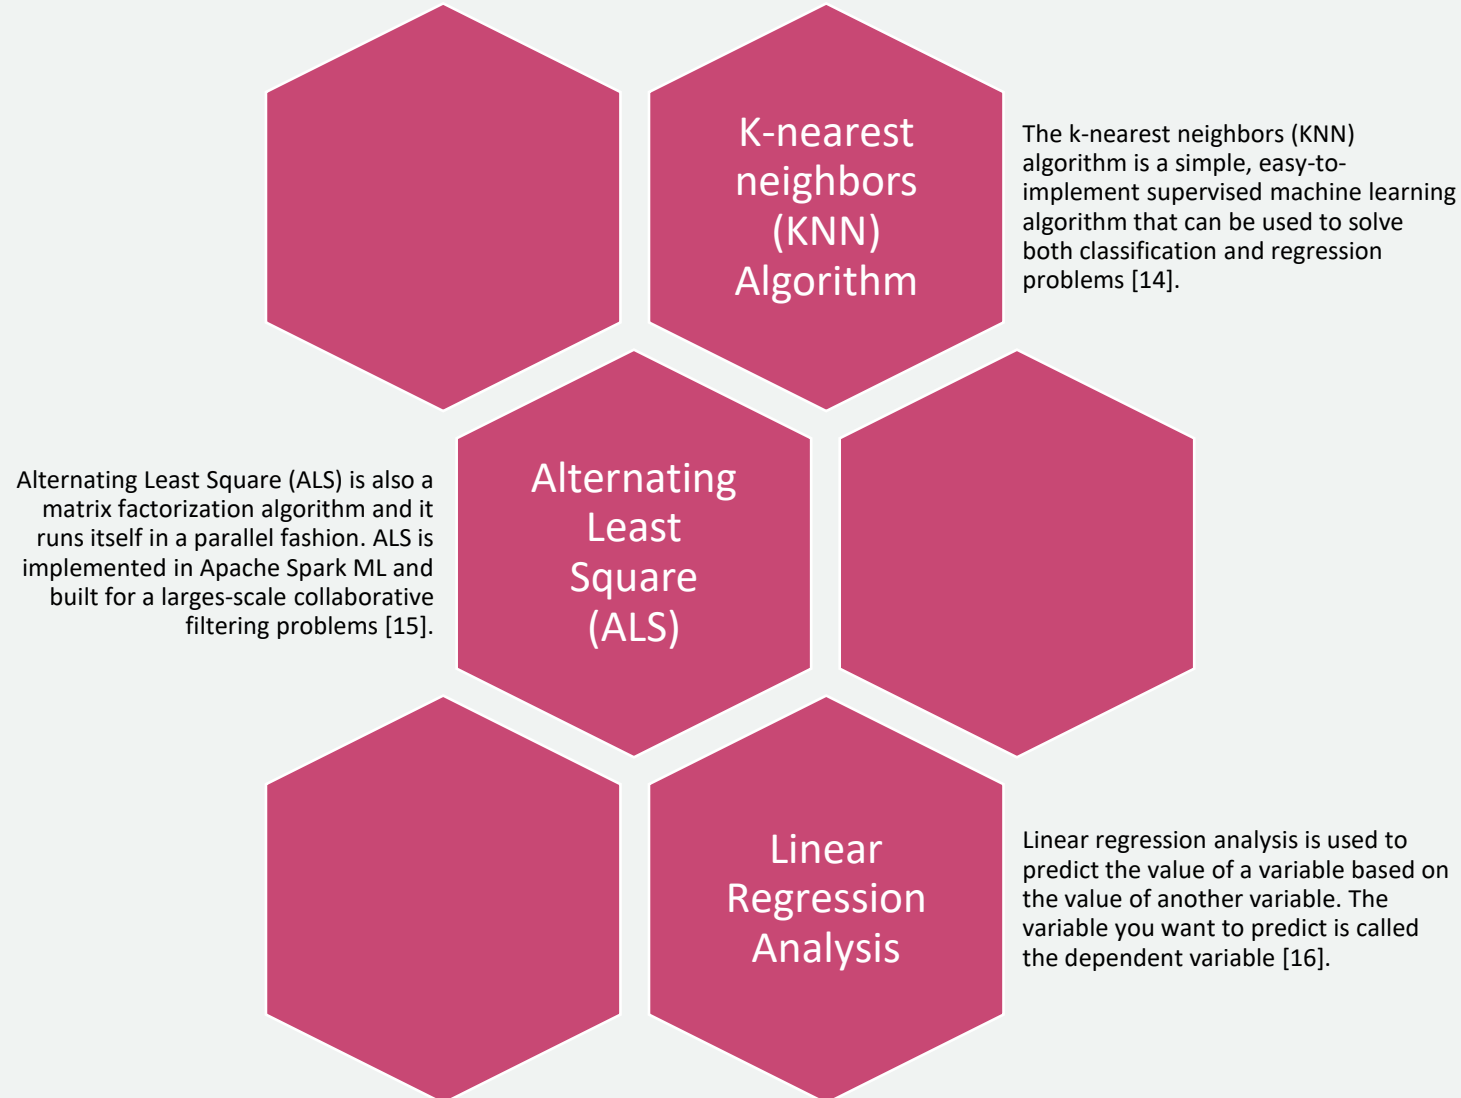 K-nearest
neighbors
(KNN)
Algorithm
The k-nearest neighbors (KNN)
algorithm is a simple, easy-to-
implement supervised machine learning
algorithm that can be used to solve
both classification and regression
problems [14].
Alternating Least Square (ALS) is also a
matrix factorization algorithm and it
runs itself in a parallel fashion. ALS is
implemented in Apache Spark ML and
built for a larges-scale collaborative
filtering problems [15].
Alternating
Least
Square
(ALS)
Linear
Regression
Analysis
Linear regression analysis is used to
predict the value of a variable based on
the value of another variable. The
variable you want to predict is called
the dependent variable [16].